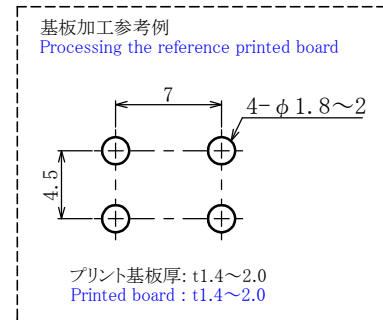 基板加工参考例
Processing the reference printed board
7
4-φ1.8～2
4.5
プリント基板厚: t1.4～2.0
Printed board : t1.4～2.0